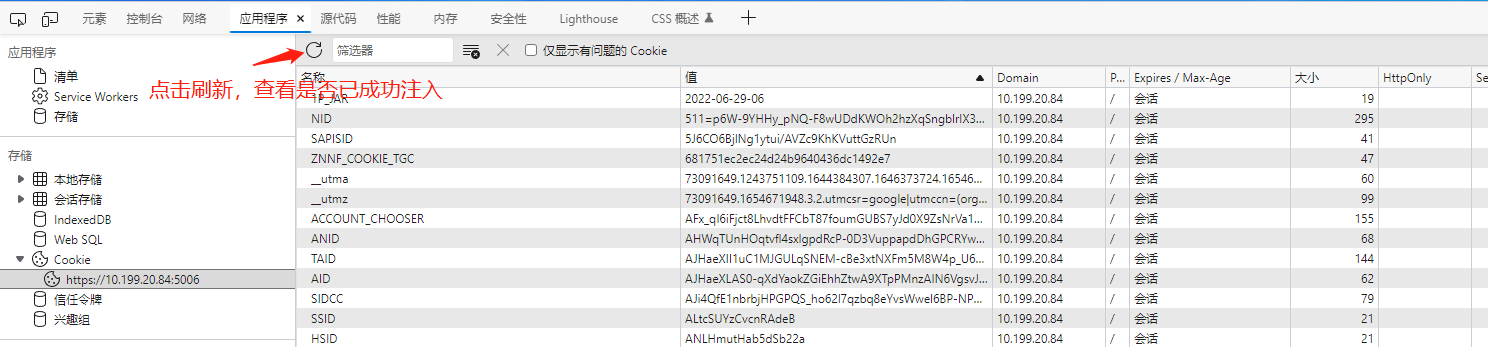 元素 控制台 网络 应用程序 × 源代码 性能 内存 安全性 Lighthouse CSS 概述
应用程序 筛选器 仅显示有问题的 Cookie
清单
Service Workers
存储
点击刷新，查看是否已成功注入
存储
本地存储
会话存储
IndexedDB
Web SQL
Cookie
https://10.199.20.84:5006
信任令牌
兴趣组
名称 值 Domain P... Expires / Max-Age 大小 HttpOnly Se
1P_JAR 2022-06-29-06 10.199.20.84 / 会话 19
NID 511=p6W-9YHHy_pNQ-F8wUDdKWOh2hzXqSngbIrlX3... 10.199.20.84 / 会话 295
SAPISID 5J6CO6BjlNg1ytui/AVZc9KhKVuttGzRUn 10.199.20.84 / 会话 41
ZNNF_COOKIE_TGC 681751ec2ec24d24b9640436dc1492e7 10.199.20.84 / 会话 47
__utma 73091649.1243751109.1644384307.1646373724.16546... 10.199.20.84 / 会话 60
__utmz 73091649.1654671948.3.2.utmcsr=google|utmccn=(org... 10.199.20.84 / 会话 99
ACCOUNT_CHOOSER AFx_qI6iFjct8LhvdtFFCbT87foumGUBS7yJd0X9ZsNrVa1... 10.199.20.84 / 会话 155
ANID AHWqTUnHOqtvfl4sxlgpdRcP-0D3VuppapdDhGPCRYw... 10.199.20.84 / 会话 68
TAID AJHaeXII1uC1MJGULqSNEM-cBe3xtNXFm5M8W4p_U6... 10.199.20.84 / 会话 144
AID AJHaeXLAS0-qXdYaokZGiEhhZtwA9XTpPMnzAIN6VgsvJ... 10.199.20.84 / 会话 62
SIDCC AJi4QfE1nbrbjHPGPQS_ho62l7qzbq8eYvsWweI6BP-NP... 10.199.20.84 / 会话 79
SSID ALtcSUYzCvcnRAdeB 10.199.20.84 / 会话 21
HSID ANLHmutHab5dSb22a 10.199.20.84 / 会话 21